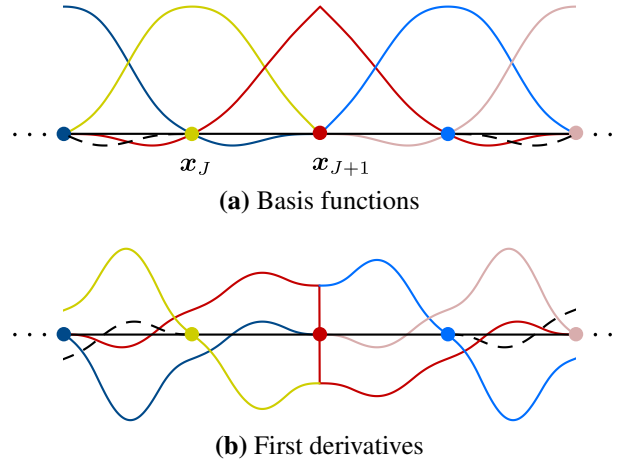 · · · · · ·
x_J x_{J+1}
(a) Basis functions
· · · · · ·
(b) First derivatives